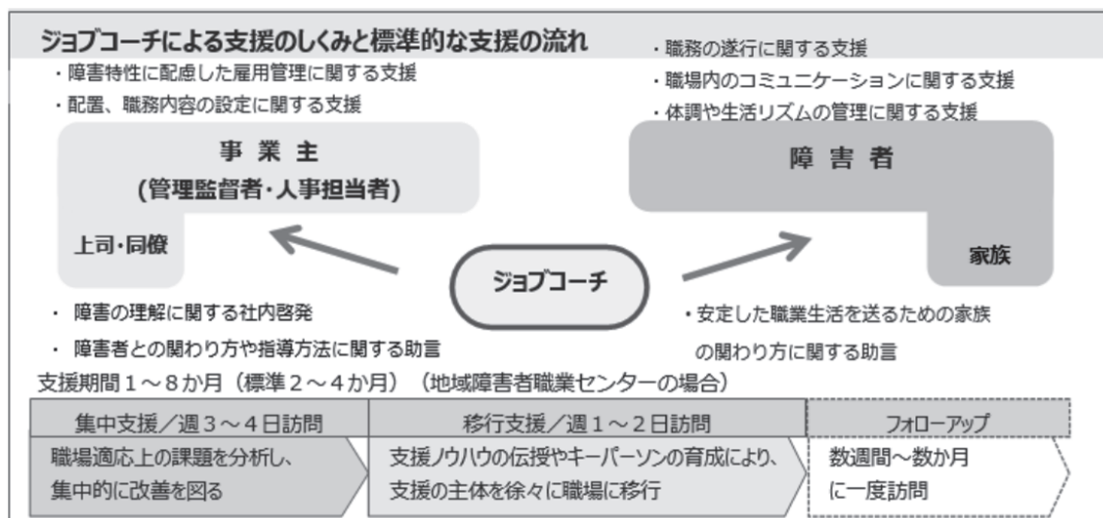 ジョブコーチによる支援のしくみと標準的な支援の流れ
・障害特性に配慮した雇用管理に関する支援
・配置、職務内容の設定に関する支援
・職務の遂行に関する支援
・職場内のコミュニケーションに関する支援
・体調や生活リズムの管理に関する支援
事 業 主
(管理監督者・人事担当者)
上司・同僚
障 害 者
家族
ジョブコーチ
・ 障害の理解に関する社内啓発
・ 障害者との関わり方や指導方法に関する助言
・安定した職業生活を送るための家族
の関わり方に関する助言
支援期間１～８か月（標準２～４か月）（地域障害者職業センターの場合）
集中支援／週３～４日訪問
職場適応上の課題を分析し、
集中的に改善を図る
移行支援／週１～２日訪問
支援ノウハウの伝授やキーパーソンの育成により、
支援の主体を徐々に職場に移行
フォローアップ
数週間～数か月
に一度訪問